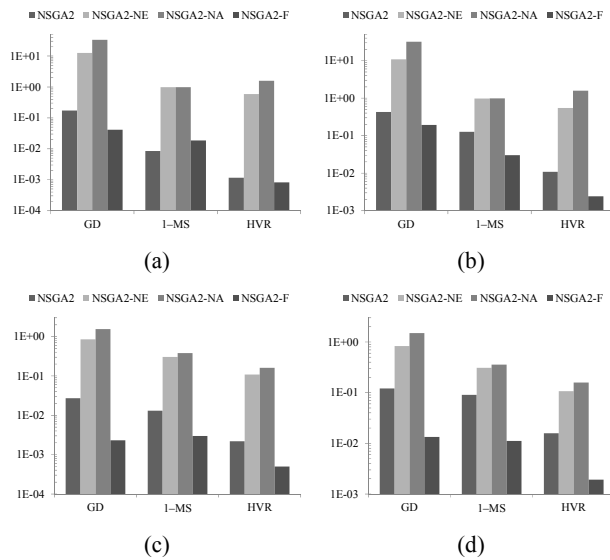 ■NSGA2 ■NSGA2-NE ■NSGA2-NA ■NSGA2-F
1E+01
1E+00
1E-01
1E-02
1E-03
1E-04
GD 1–MS HVR
(a)
■NSGA2 ■NSGA2-NE ■NSGA2-NA ■NSGA2-F
1E+01
1E+00
1E-01
1E-02
1E-03
GD 1–MS HVR
(b)
■NSGA2 ■NSGA2-NE ■NSGA2-NA ■NSGA2-F
1E+00
1E-01
1E-02
1E-03
1E-04
GD 1–MS HVR
(c)
■NSGA2 ■NSGA2-NE ■NSGA2-NA ■NSGA2-F
1E+00
1E-01
1E-02
1E-03
GD 1–MS HVR
(d)